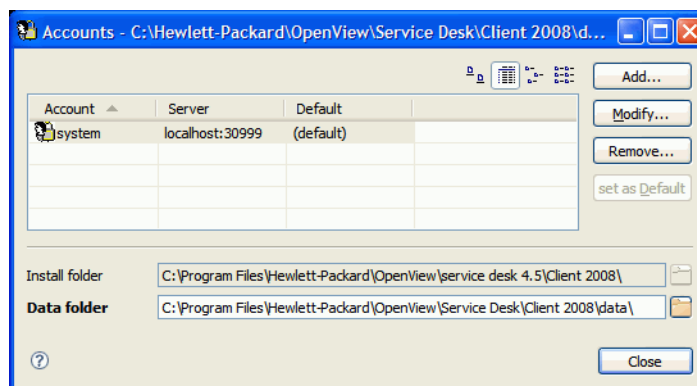 Accounts - C:\Hewlett-Packard\OpenView\Service Desk\Client 2008\d...
Add...
Account Server Default
Modify...
system localhost:30999 (default)
Remove...
set as Default
Install folder C:\Program Files\Hewlett-Packard\OpenView\service desk 4.5\Client 2008\
Data folder C:\Program Files\Hewlett-Packard\OpenView\Service Desk\Client 2008\data\
Close